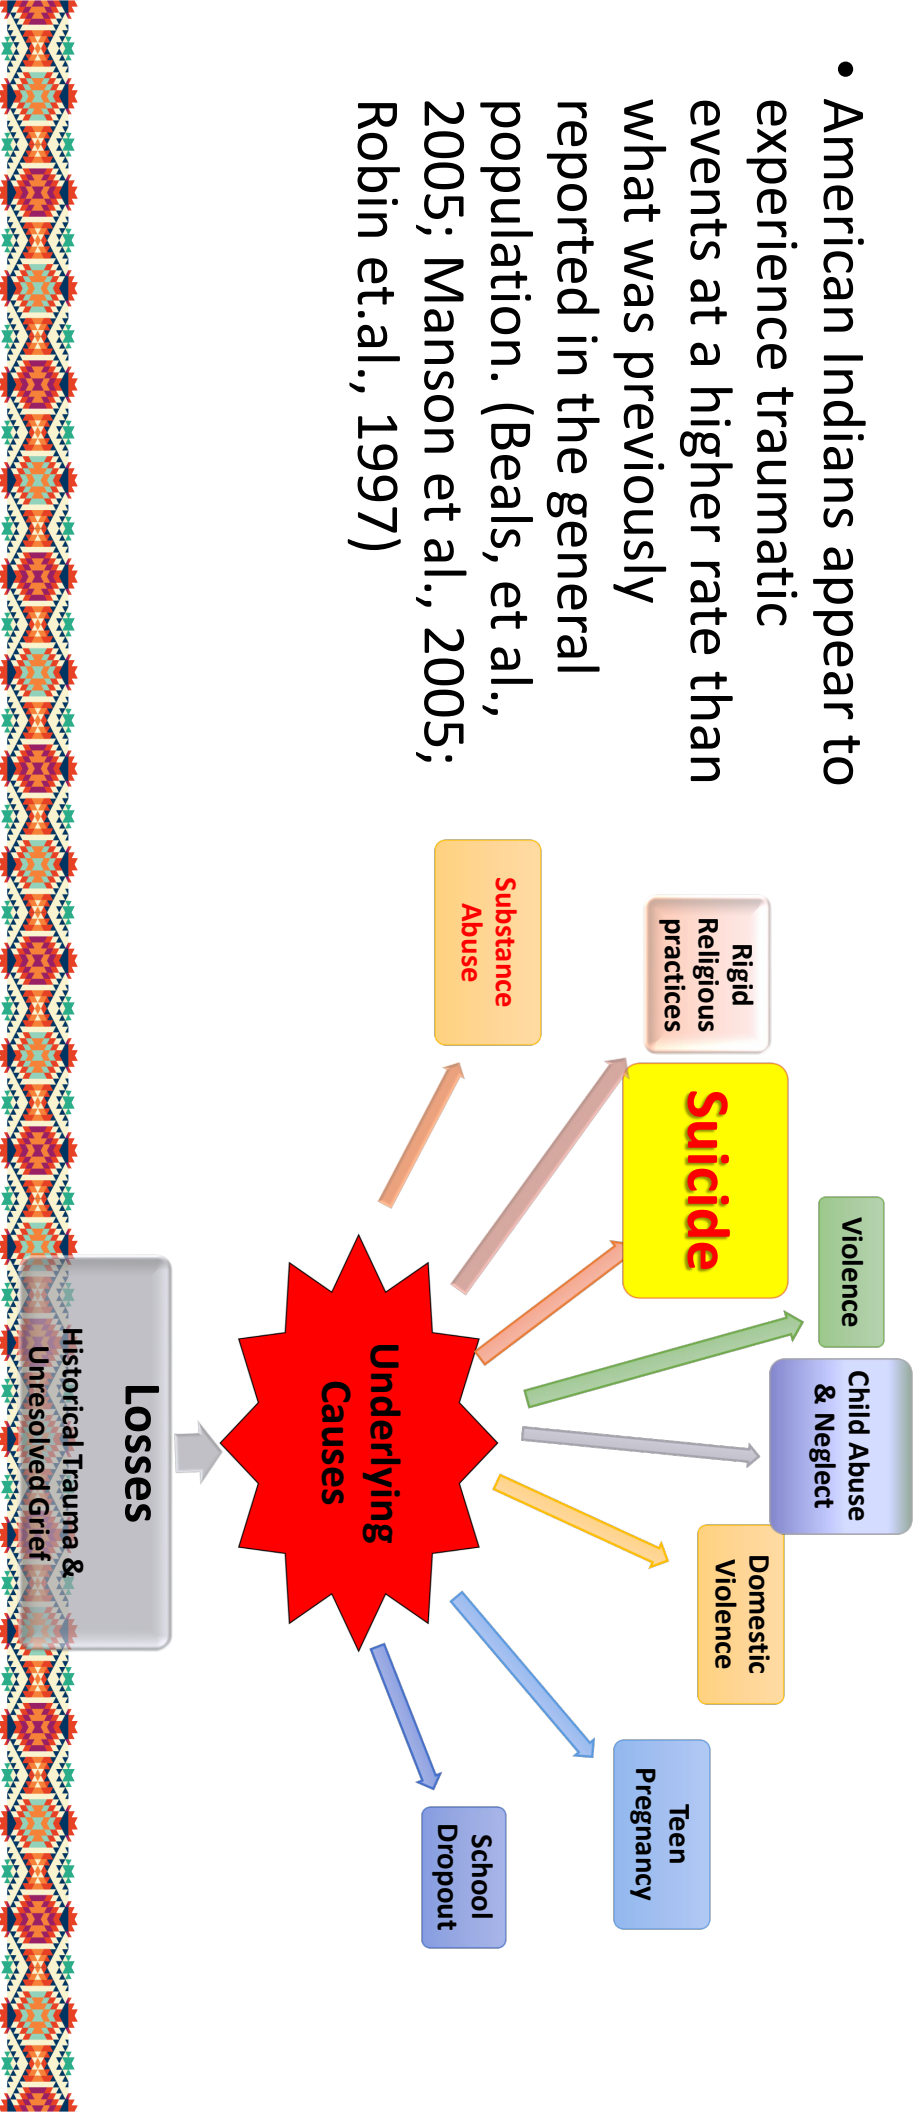 • American Indians appear to
experience traumatic
events at a higher rate than
what was previously
reported in the general
population. (Beals, et al.,
2005; Manson et al., 2005;
Robin et.al., 1997)
Substance
Abuse
Rigid
Religious
practices
Suicide
Violence
Child Abuse
& Neglect
Domestic
Violence
Teen
Pregnancy
School
Dropout
Underlying
Causes
Losses
Historical Trauma &
Unresolved Grief